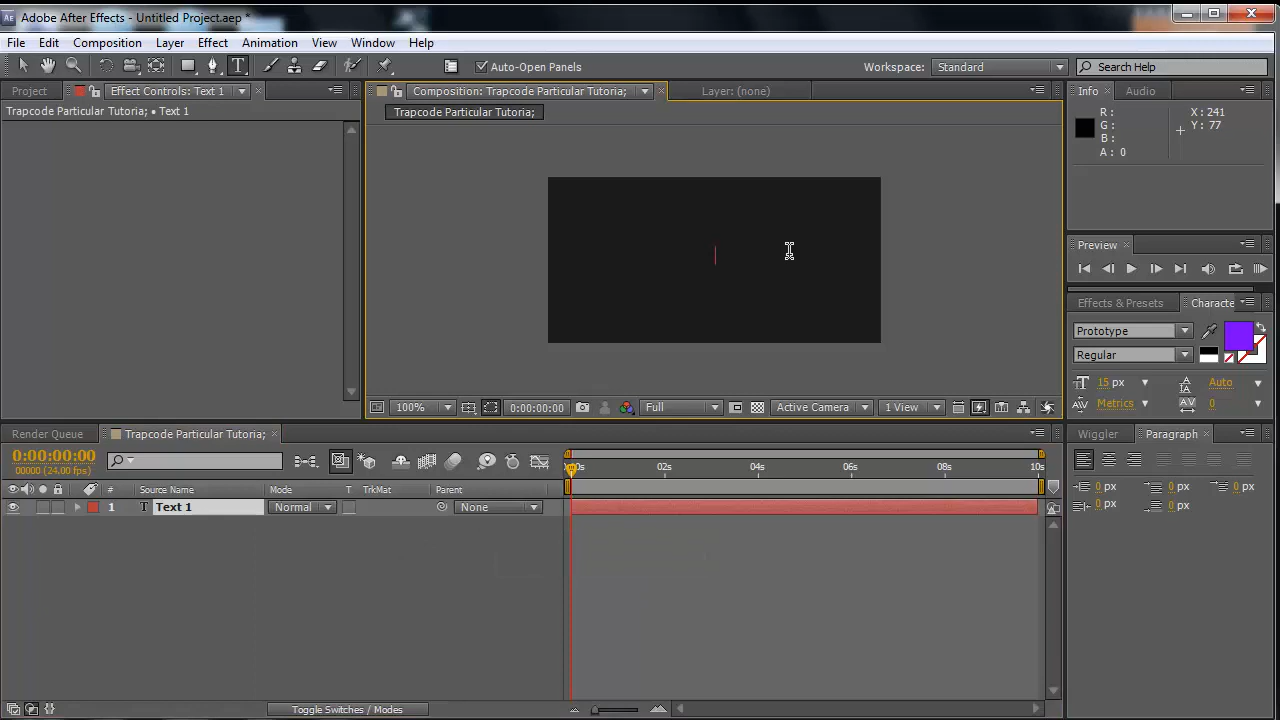 Adobe After Effects - Untitled Project.aep *
File Edit Composition Layer Effect Animation View Window Help
Auto-Open Panels Workspace: Standard Search Help
Project Effect Controls: Text 1 Composition: Trapcode Particular Tutoria; Layer: (none) Info Audio
Trapcode Particular Tutoria; • Text 1 Trapcode Particular Tutoria;
R: X: 241
G: Y: 77
B:
A: 0
Preview
Effects & Presets Characte
Prototype
Regular
15 px Auto
Metrics 0
100% 0:00:00:00 Full Active Camera 1 View
Render Queue Trapcode Particular Tutoria; Wiggler Paragraph
0:00:00:00
00000 (24.00 fps)
02s 04s 06s 08s 10s
# Source Name Mode T TrkMat Parent
0 px 0 px 0 px
0 px 0 px
1 T Text 1 Normal None
Toggle Switches / Modes